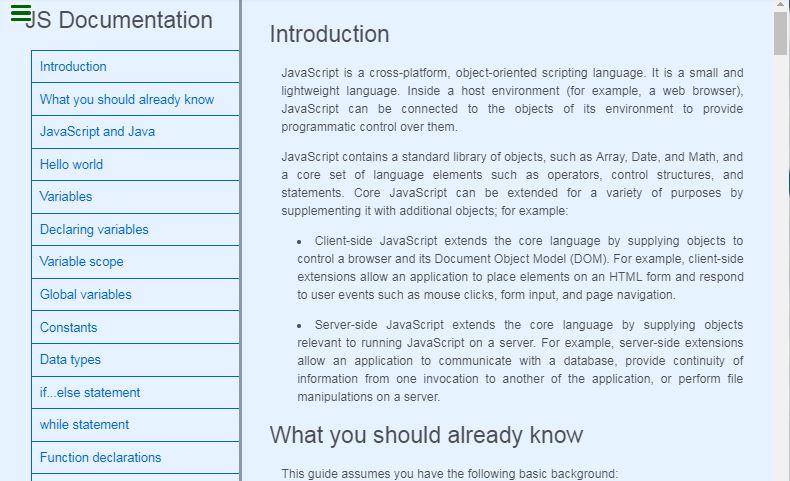 JS Documentation
Introduction
What you should already know
JavaScript and Java
Hello world
Variables
Declaring variables
Variable scope
Global variables
Constants
Data types
if...else statement
while statement
Function declarations
Introduction
JavaScript is a cross-platform, object-oriented scripting language. It is a small and
lightweight language. Inside a host environment (for example, a web browser),
JavaScript can be connected to the objects of its environment to provide
programmatic control over them.
JavaScript contains a standard library of objects, such as Array, Date, and Math, and
a core set of language elements such as operators, control structures, and
statements. Core JavaScript can be extended for a variety of purposes by
supplementing it with additional objects; for example:
• Client-side JavaScript extends the core language by supplying objects to
control a browser and its Document Object Model (DOM). For example, client-side
extensions allow an application to place elements on an HTML form and respond
to user events such as mouse clicks, form input, and page navigation.
• Server-side JavaScript extends the core language by supplying objects
relevant to running JavaScript on a server. For example, server-side extensions
allow an application to communicate with a database, provide continuity of
information from one invocation to another of the application, or perform file
manipulations on a server.
What you should already know
This guide assumes you have the following basic background: